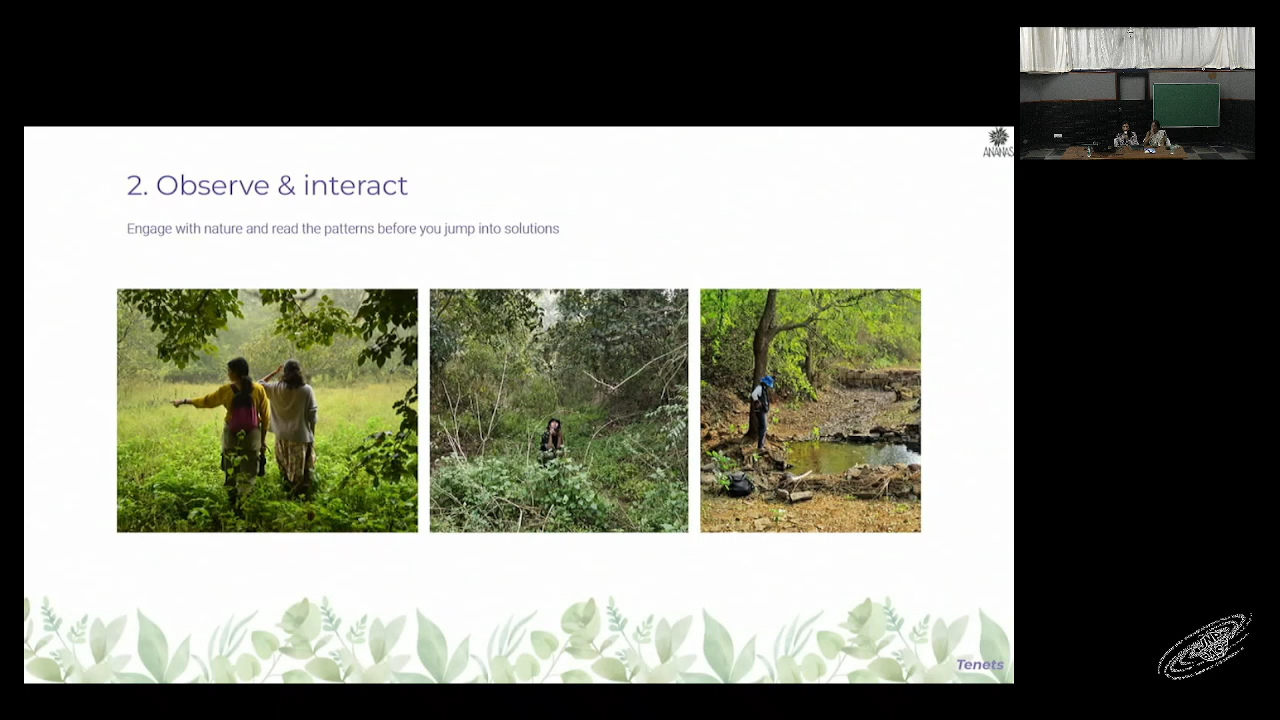 ANANAS
2. Observe & interact
Engage with nature and read the patterns before you jump into solutions
Tenets